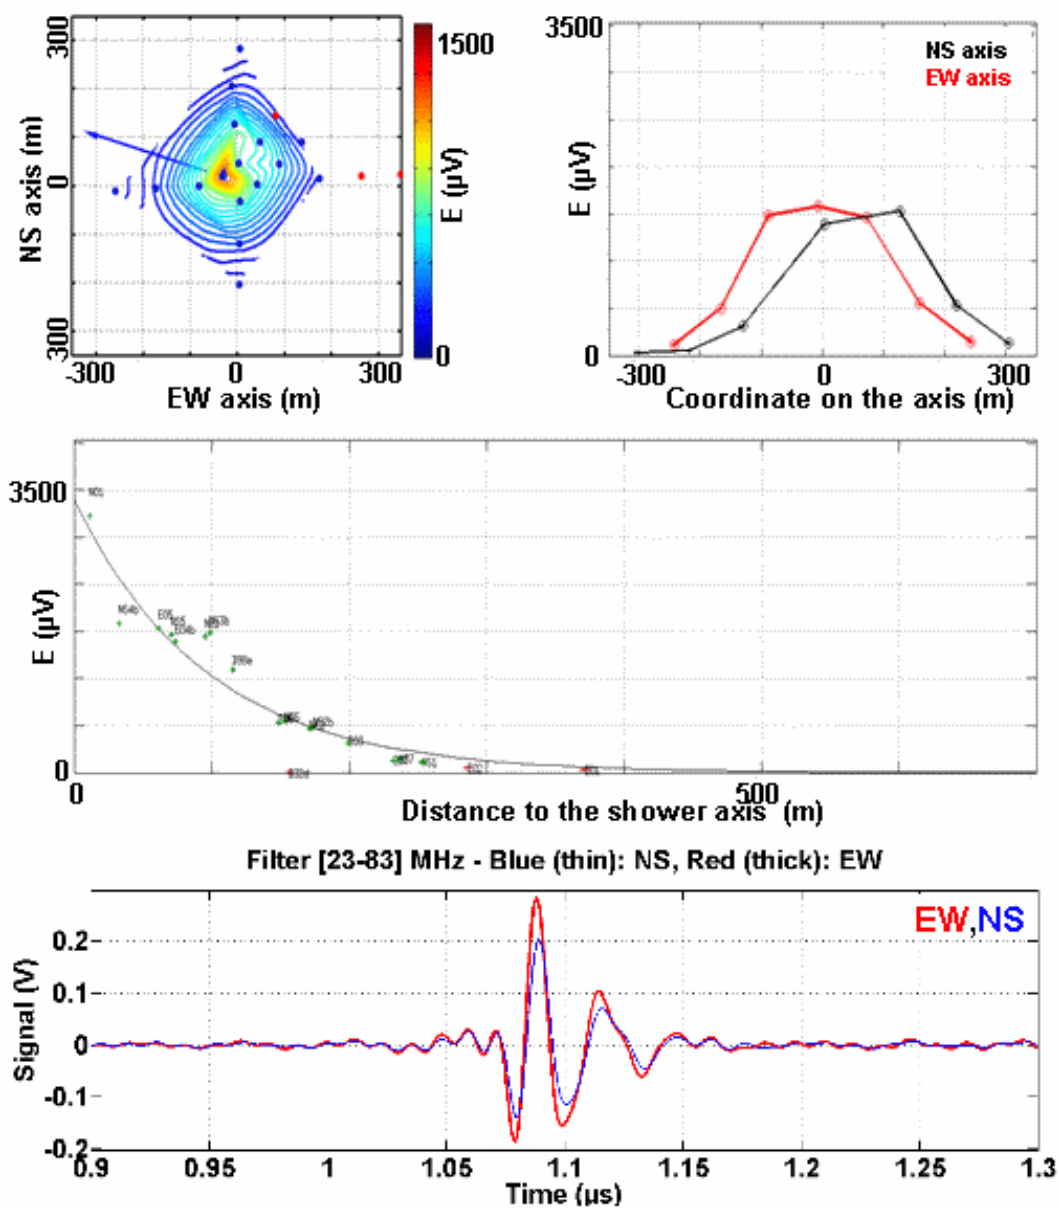 300
0
300
NS axis (m)
-300 0 300
EW axis (m)
1500
0
E (µV)
3500
0
E (µV)
NS axis
EW axis
-300 0 300
Coordinate on the axis (m)
3500
0
E (µV)
N01
N54b
E05
0 500
Distance to the shower axis (m)
Filter [23-83] MHz - Blue (thin): NS, Red (thick): EW
EW,NS
0.2
0.1
0
-0.1
-0.2
Signal (V)
0.9 0.95 1 1.05 1.1 1.15 1.2 1.25 1.3
Time (µs)